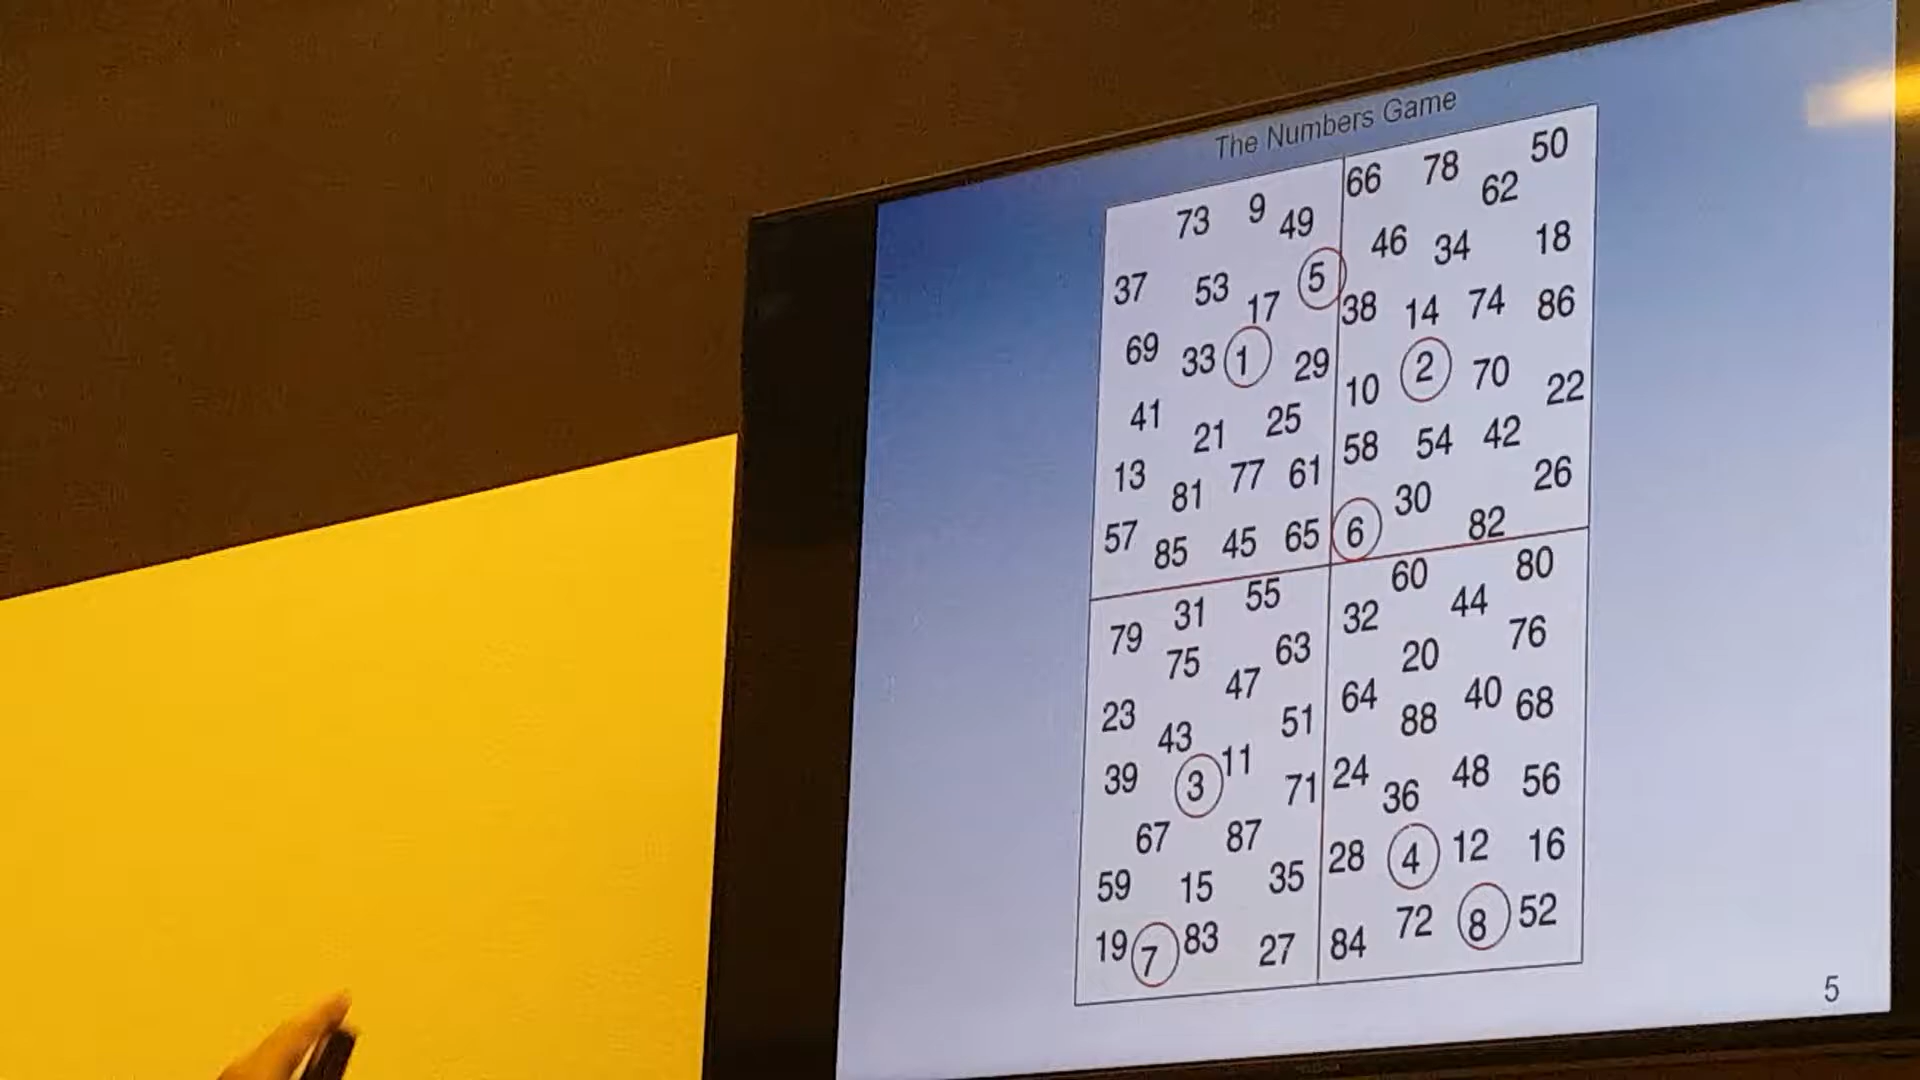 The Numbers Game
73 9 49 66 78 62 50
37 53 17 5 46 34 18
38 14 74 86
69 33 1 29 10 2 70 22
41 21 25 58 54 42
13 81 77 61 30 26
57 85 45 65 6 82
79 31 55 32 60 44 80
75 47 63 20 76
23 43 51 64 88 40 68
39 3 11 71 24 36 48 56
67 87 28 4 12 16
59 15 35
19 7 83 27 84 72 8 52
5